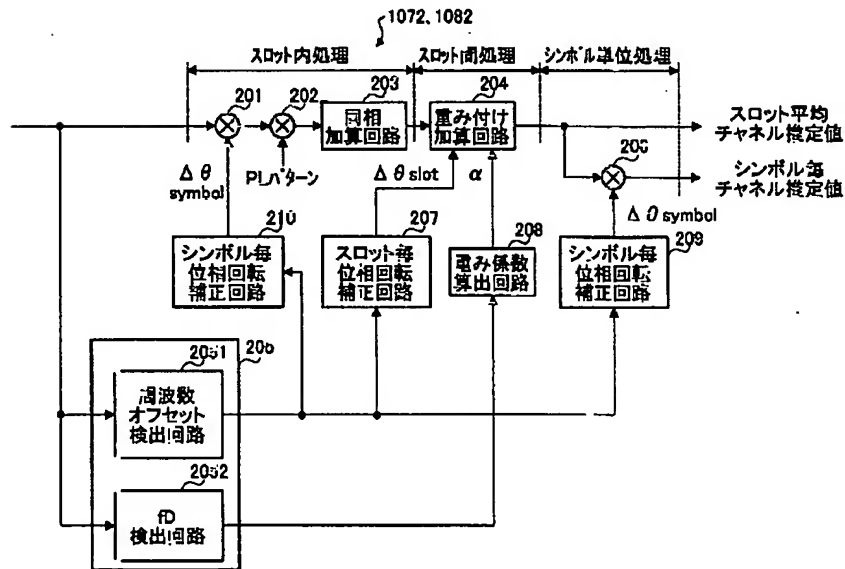 1072、1082
スロット内処理
スロット間処理
シンボル単位処理
201
202
203
同相
加算回路
204
重み付け
加算回路
スロット平均
チャネル推定値
206
シンボル毎
チャネル推定値
Δθ
symbol
PLパターン
Δθ slot
α
Δθ symbol
210
シンボル毎
位相回転
補正回路
207
スロット毎
位相回転
補正回路
208
重み係数
算出回路
209
シンボル毎
位相回転
補正回路
205
2051
周波数
オフセット
検出回路
2052
fD
検出回路